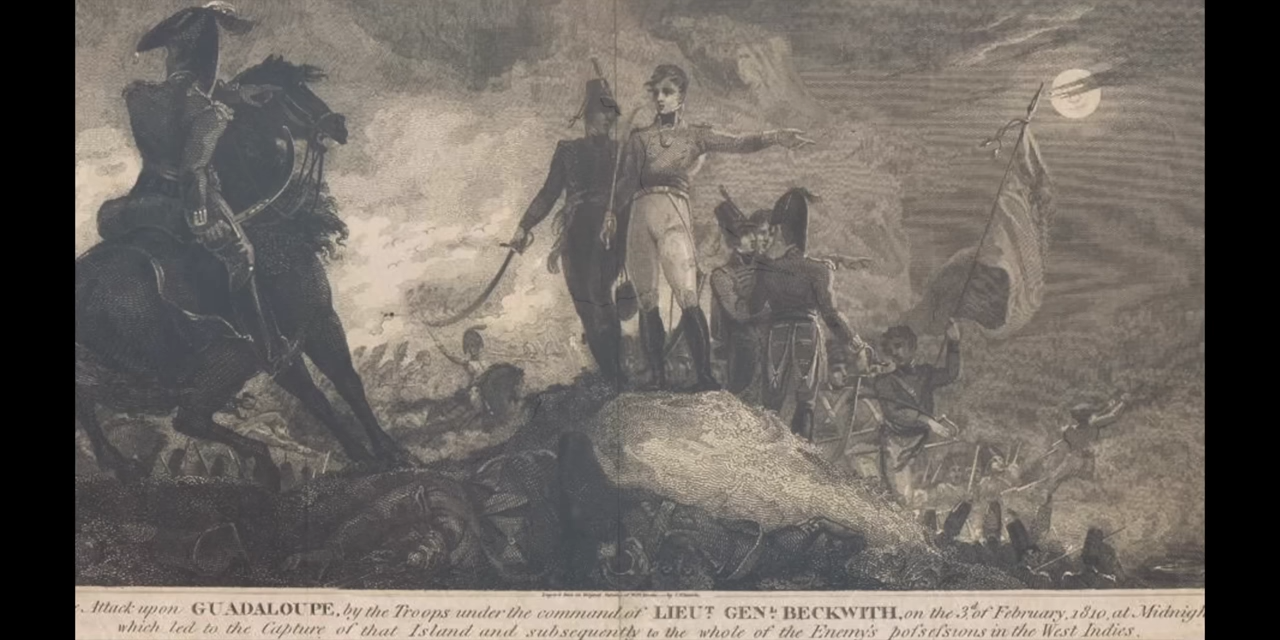 Attack upon GUADALOUPE, by the Troops under the command of LIEUT. GENL. BECKWITH, on the 3d of February, 1810, at Midnigh
which led to the Capture of that Island and subsequently to the whole of the Enemy's poſseſsions in the West Indies